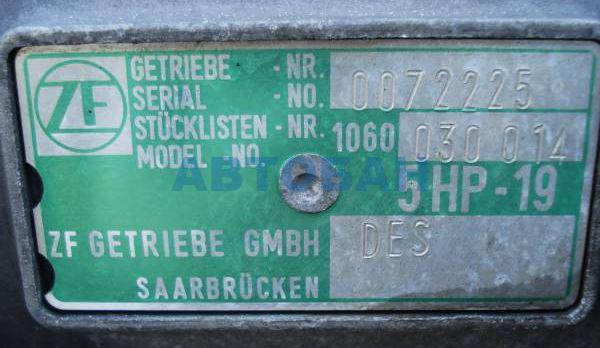 ZF
GETRIEBE - NR.
SERIAL - NO. 0072225
STÜCKLISTEN - NR. 1060 030 014
MODEL - NO.
АВТОБАН
5 HP - 19
ZF GETRIEBE GMBH DES
SAARBRÜCKEN